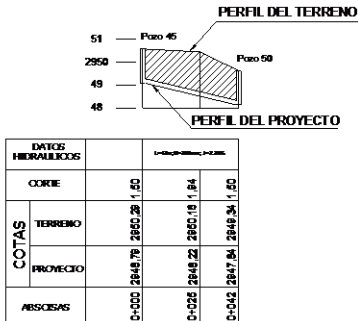 PERFIL DEL TERRENO
51
Pozo 45
2950
Pozo 50
49
48
PERFIL DEL PROYECTO
DATOS HIDRAULICOS
CORTE 1,50 1,94 1,50
COTAS
TERRENO 2950,29 2950,16 2949,34
PROYECTO 2948,79 2948,22 2947,84
ABSCISAS 0+000 0+025 0+042